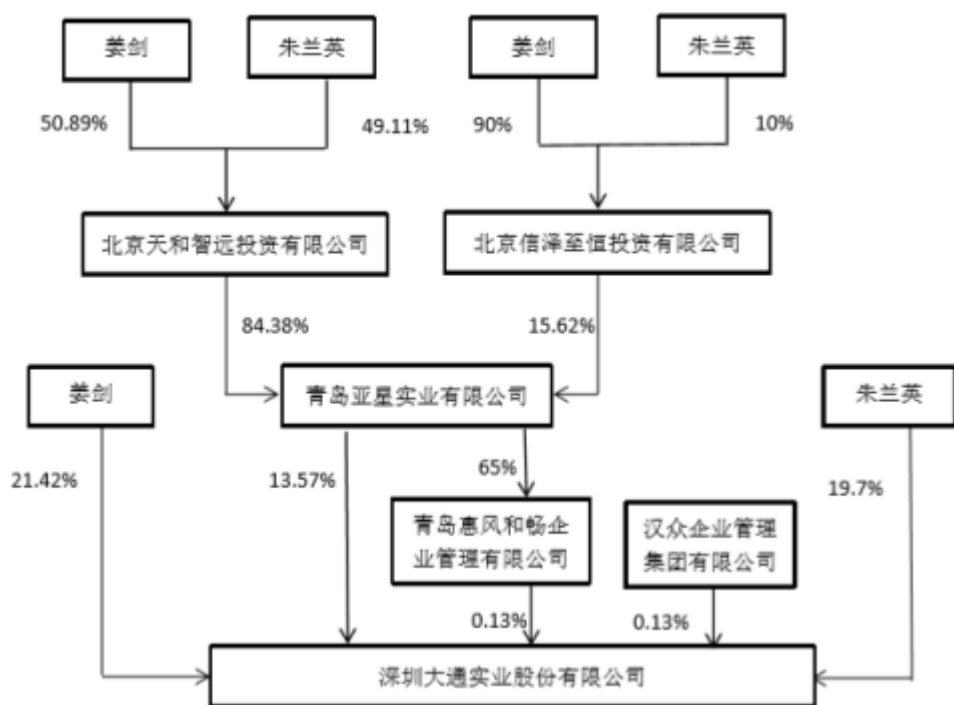 姜剑
朱兰英
姜剑
朱兰英
50.89%
49.11%
90%
10%
北京天和智远投资有限公司
北京信泽至恒投资有限公司
84.38%
15.62%
姜剑
青岛亚星实业有限公司
朱兰英
21.42%
13.57%
65%
19.7%
青岛惠风和畅企
业管理有限公司
汉众企业管理
集团有限公司
0.13%
0.13%
深圳大通实业股份有限公司